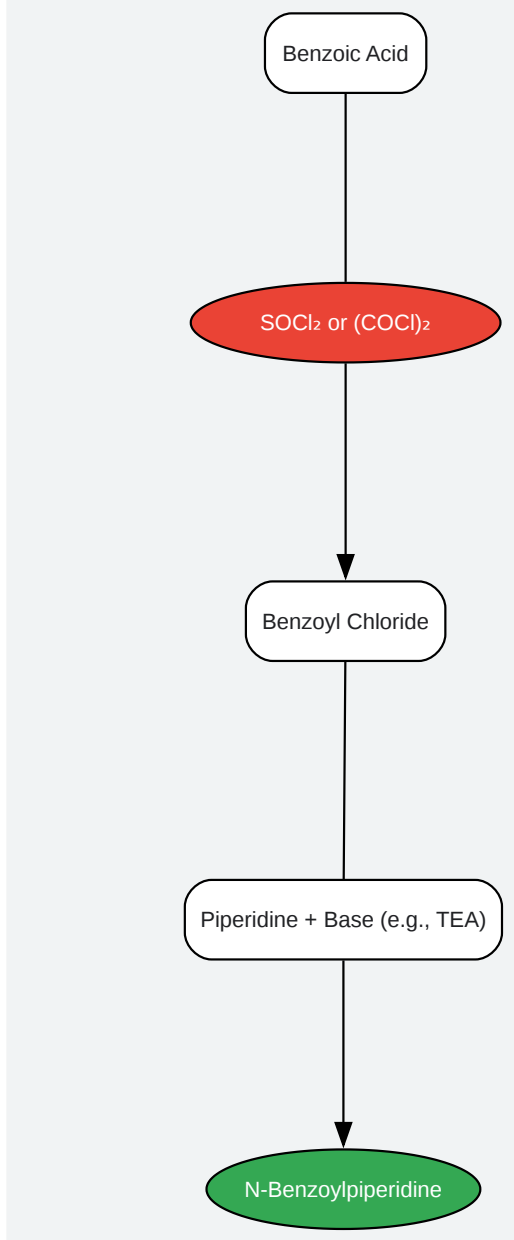 Benzoic Acid
SOCl₂ or (COCl)₂
Benzoyl Chloride
Piperidine + Base (e.g., TEA)
N-Benzoylpiperidine